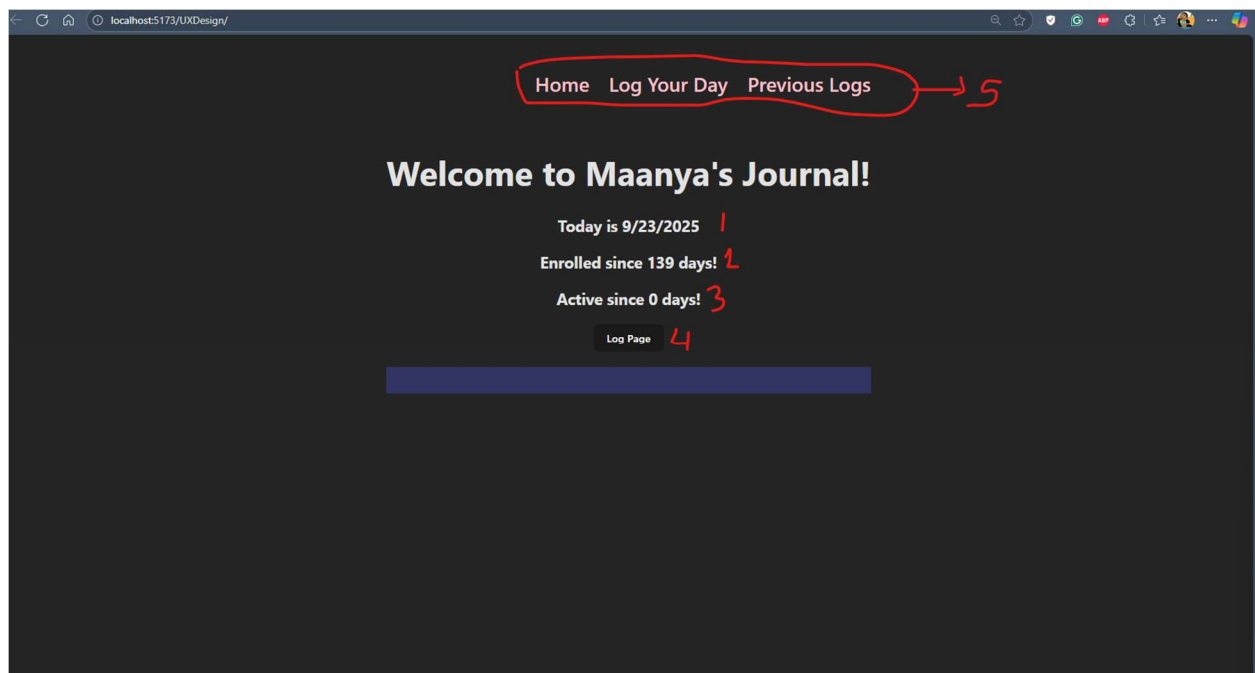 localhost:5173/UXDesign/
ABP
Home Log Your Day Previous Logs → 5
Welcome to Maanya's Journal!
Today is 9/23/2025 1
Enrolled since 139 days! 2
Active since 0 days! 3
Log Page 4